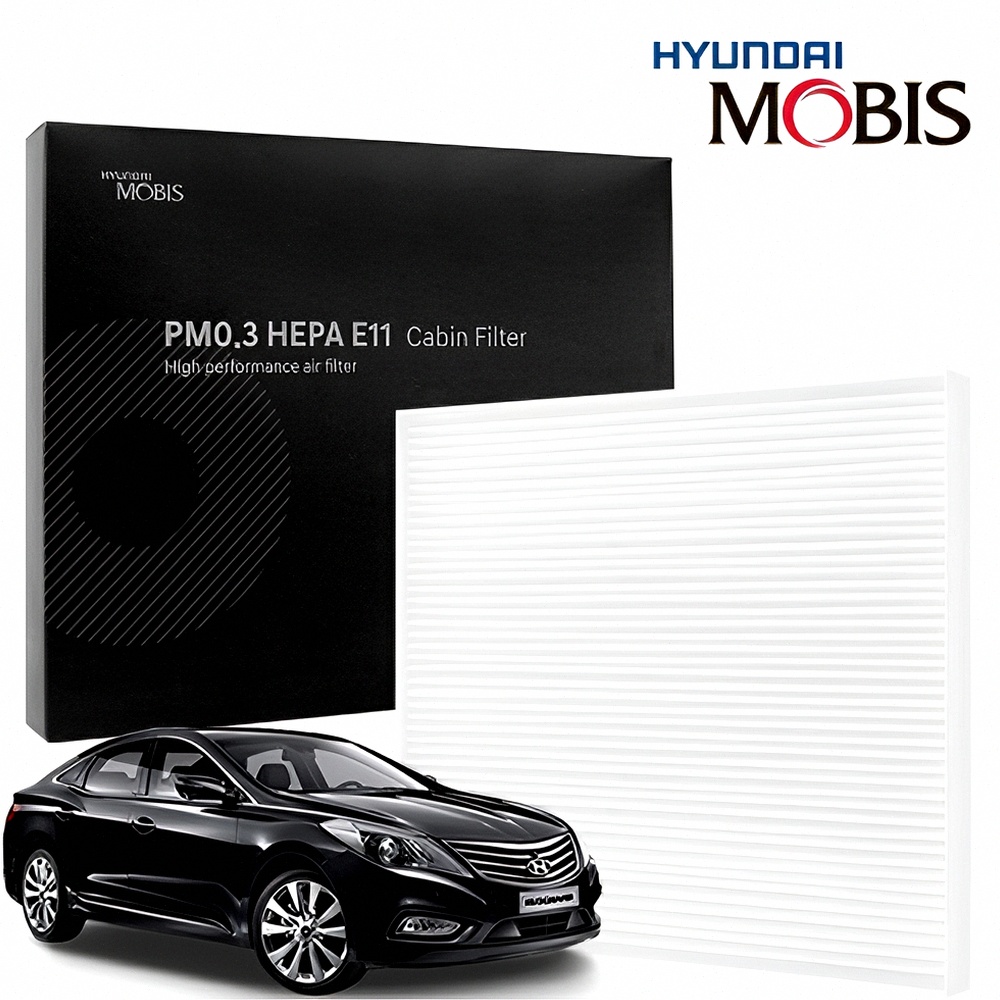 HYUNDAI
MOBIS
HYUNDAI
MOBIS
PM0.3 HEPA E11 Cabin Filter
High performance air filter